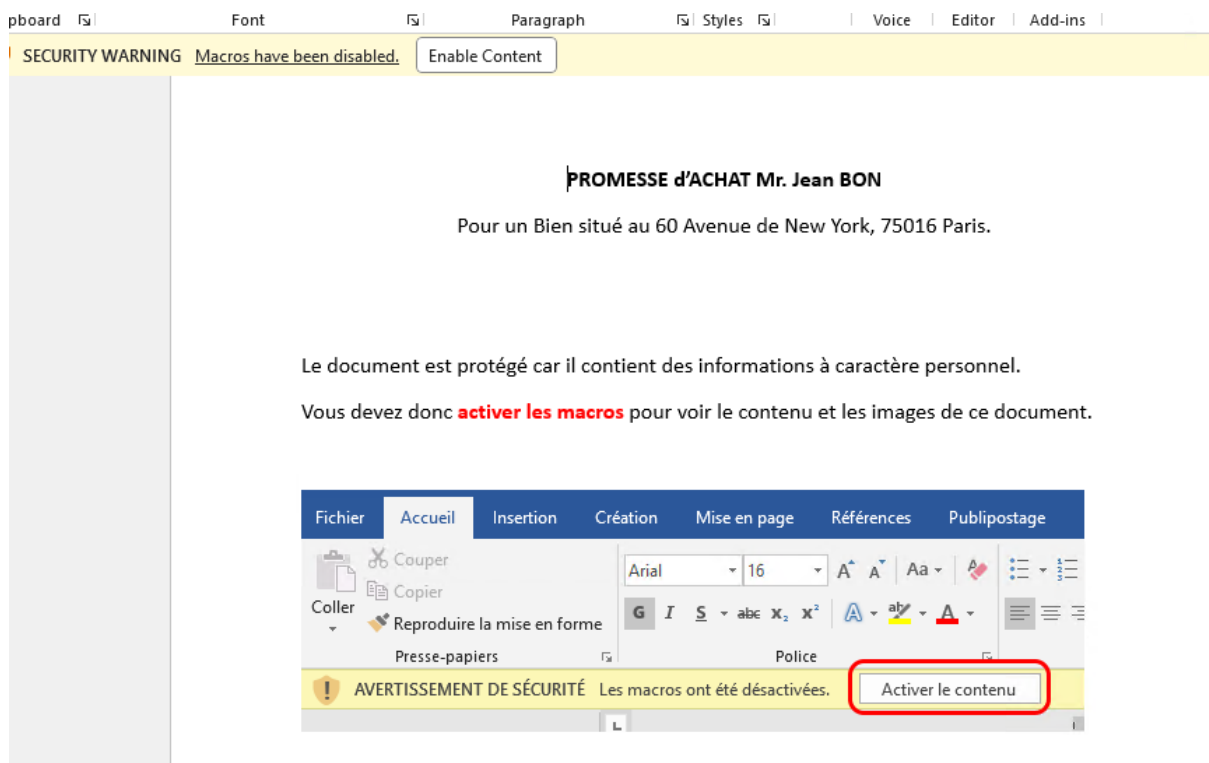 pboard Font Paragraph Styles Voice Editor Add-ins
SECURITY WARNING Macros have been disabled. Enable Content
PROMESSE d’ACHAT Mr. Jean BON
Pour un Bien situé au 60 Avenue de New York, 75016 Paris.
Le document est protégé car il contient des informations à caractère personnel.
Vous devez donc activer les macros pour voir le contenu et les images de ce document.
Fichier Accueil Insertion Création Mise en page Références Publipostage
Couper
Arial 16 A A Aa
Copier
Coller
Reproduire la mise en forme
G I S abc X₂ X² A aby A
Presse-papiers Police
AVERTISSEMENT DE SÉCURITÉ Les macros ont été désactivées. Activer le contenu
L